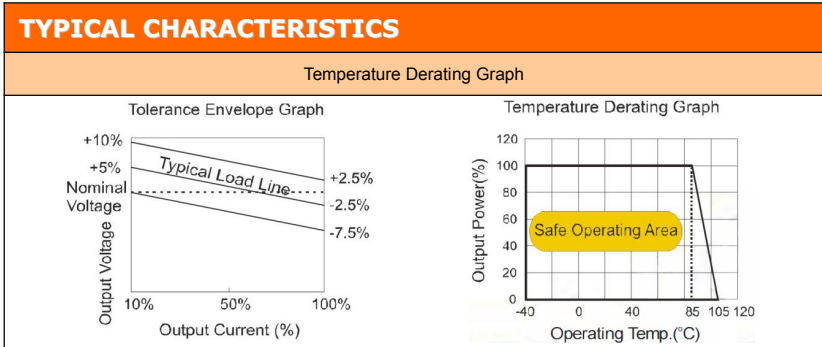 TYPICAL CHARACTERISTICS
Temperature Derating Graph
Tolerance Envelope Graph
+10%
+5%
Nominal
Voltage
Typical Load Line
+2.5%
-2.5%
-7.5%
Output Voltage
10% 50% 100%
Output Current (%)
Temperature Derating Graph
120
100
80
60
40
20
0
Output Power(%)
Safe Operating Area
-40 0 40 85 105 120
Operating Temp.(°C)